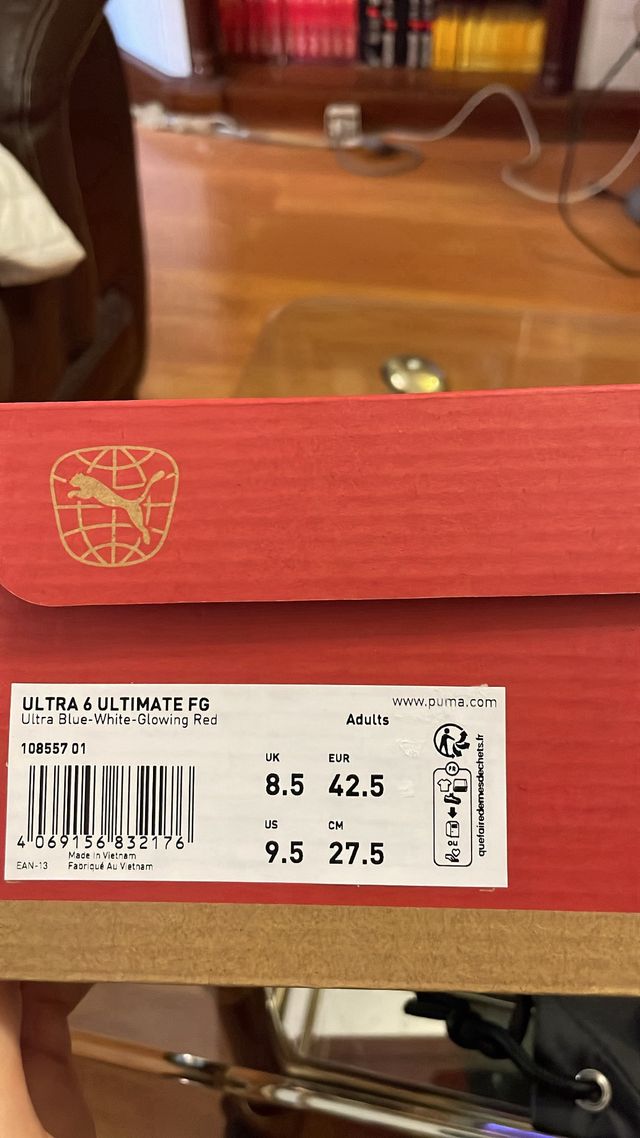 ULTRA 6 ULTIMATE FG
Ultra Blue-White-Glowing Red
www.puma.com
Adults
108557 01
UK EUR
8.5 42.5
US CM
9.5 27.5
4 069156 832176
EAN-13
Made In Vietnam
Fabriqué Au Vietnam
FR
OU
quefairedemesdechets.fr